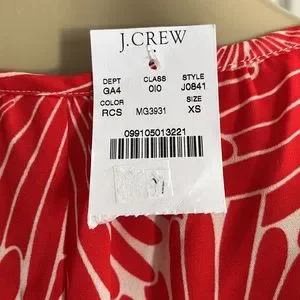 J.CREW
DEPT CLASS STYLE
GA4 010 J0841
COLOR SIZE
RCS MG3931 XS
099105013221